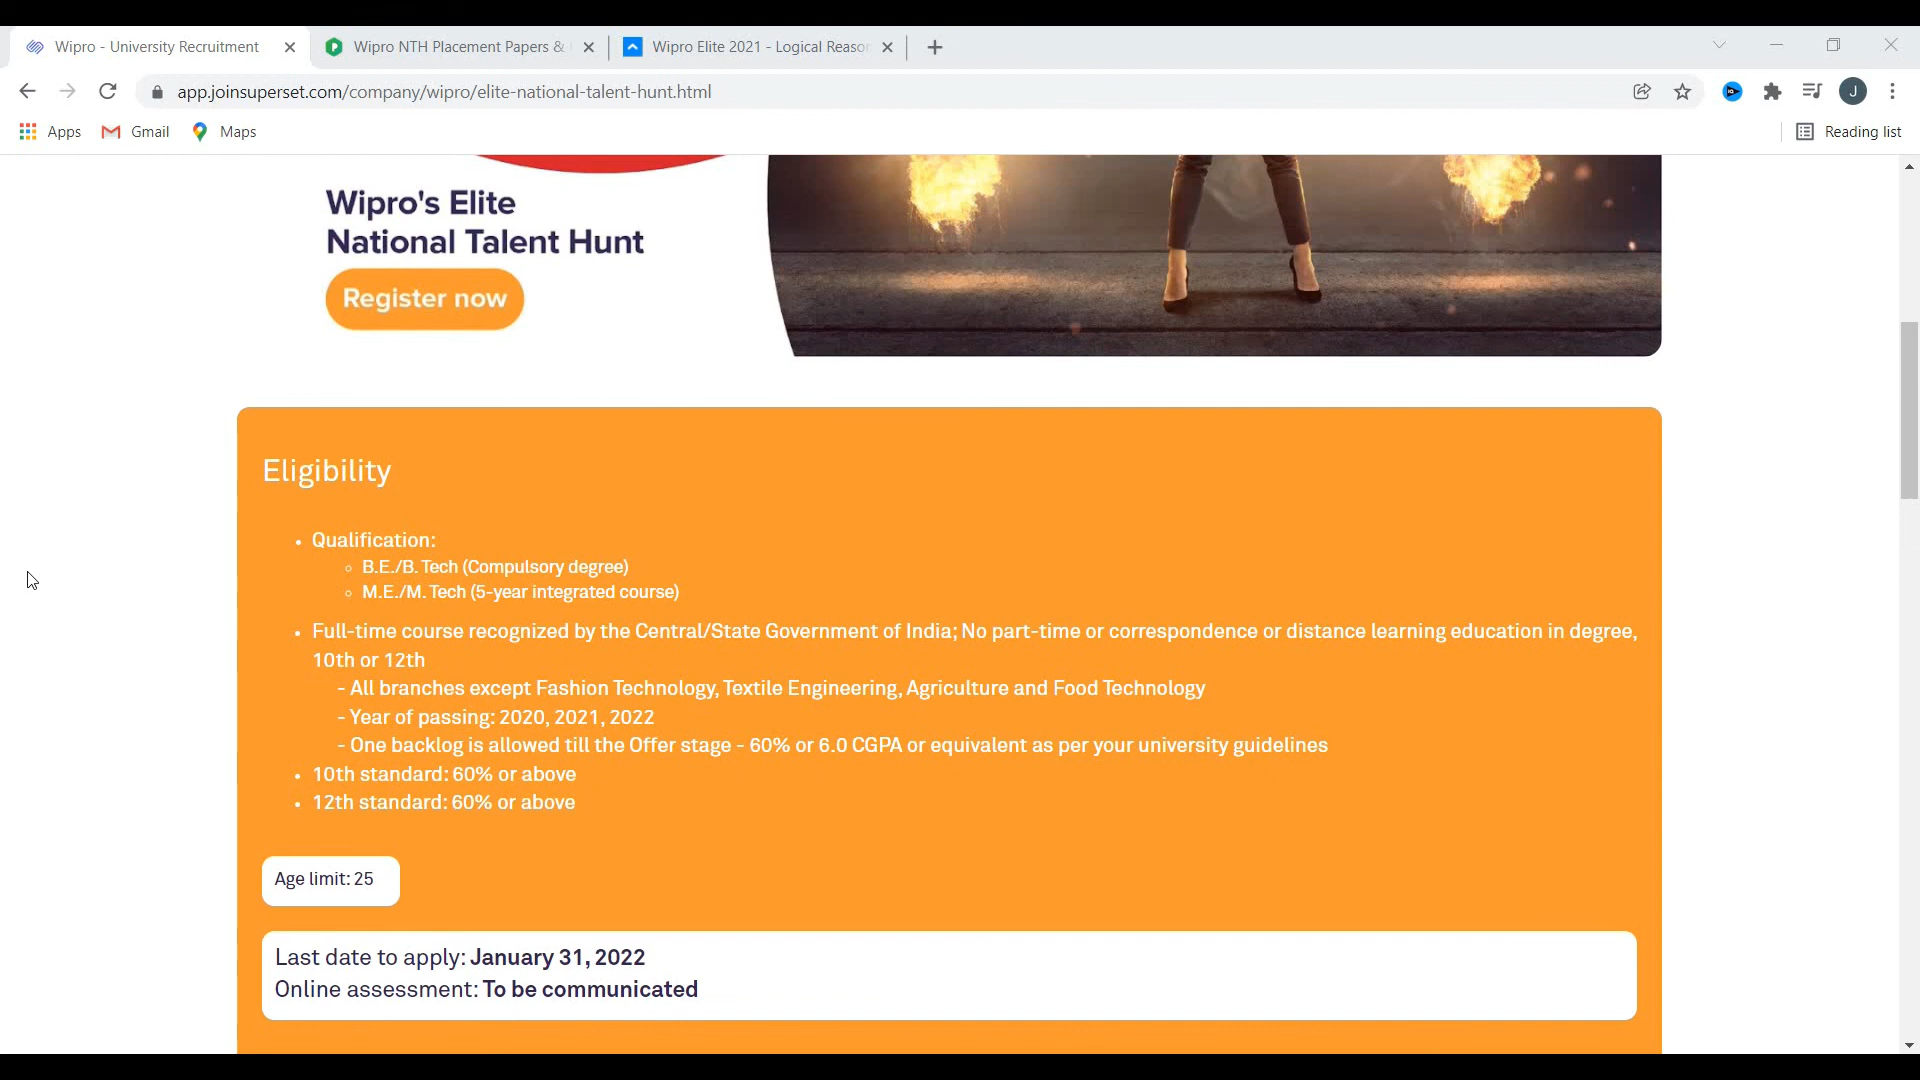 Wipro - University Recruitment
Wipro NTH Placement Papers &
Wipro Elite 2021 - Logical Reason
app.joinsuperset.com/company/wipro/elite-national-talent-hunt.html
J
Apps
Gmail
Maps
Reading list
Wipro's Elite
National Talent Hunt
Register now
Eligibility
• Qualification:
◦ B.E./B. Tech (Compulsory degree)
◦ M.E./M. Tech (5-year integrated course)
• Full-time course recognized by the Central/State Government of India; No part-time or correspondence or distance learning education in degree,
10th or 12th
- All branches except Fashion Technology, Textile Engineering, Agriculture and Food Technology
- Year of passing: 2020, 2021, 2022
- One backlog is allowed till the Offer stage - 60% or 6.0 CGPA or equivalent as per your university guidelines
• 10th standard: 60% or above
• 12th standard: 60% or above
Age limit: 25
Last date to apply: January 31, 2022
Online assessment: To be communicated